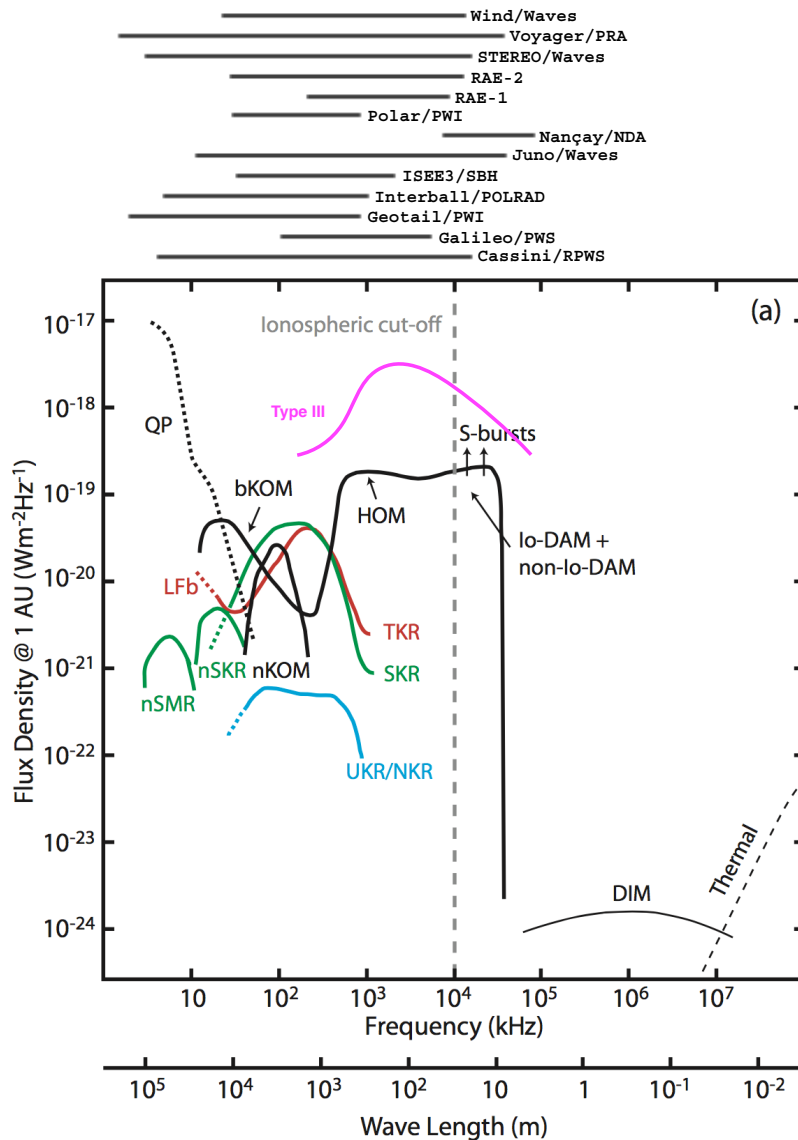 Wind/Waves
Voyager/PRA
STEREO/Waves
RAE-2
RAE-1
Polar/PWI
Nançay/NDA
Juno/Waves
ISEE3/SBH
Interball/POLRAD
Geotail/PWI
Galileo/PWS
Cassini/RPWS
(a)
Ionospheric cut-off
Type III
QP
S-bursts
bKOM
HOM
Io-DAM +
non-Io-DAM
LFb
TKR
nSKR
nKOM
SKR
nSMR
UKR/NKR
DIM
Thermal
Flux Density @ 1 AU (Wm⁻²Hz⁻¹)
10⁻¹⁷
10⁻¹⁸
10⁻¹⁹
10⁻²⁰
10⁻²¹
10⁻²²
10⁻²³
10⁻²⁴
10 10² 10³ 10⁴ 10⁵ 10⁶ 10⁷
Frequency (kHz)
10⁵ 10⁴ 10³ 10² 10 1 10⁻¹ 10⁻²
Wave Length (m)